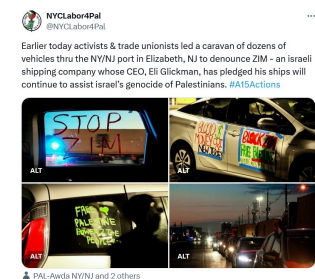 NYCLabor4Pal
@NYCLabor4Pal
Earlier today activists & trade unionists led a caravan of dozens of
vehicles thru the NY/NJ port in Elizabeth, NJ to denounce ZIM - an israeli
shipping company whose CEO, Eli Glickman, has pledged his ships will
continue to assist israel's genocide of Palestinians. #A15Actions
STOP
ZIM
ALT
ALT
FREE
PALESTINE
ALT
ALT
PAL-Awda NY/NJ and 2 others